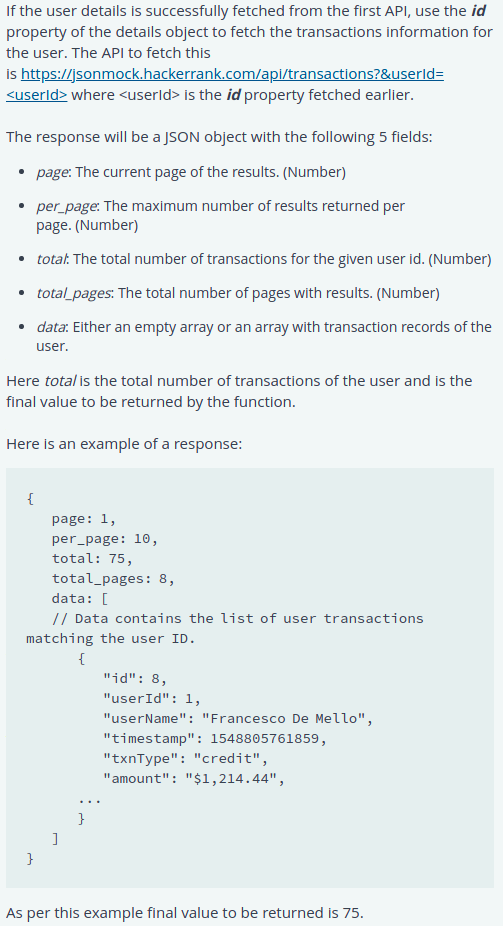 If the user details is successfully fetched from the first API, use the id
property of the details object to fetch the transactions information for
the user. The API to fetch this
is https://jsonmock.hackerrank.com/api/transactions?&userId=
<userId> where <userId> is the id property fetched earlier.
The response will be a JSON object with the following 5 fields:
• page: The current page of the results. (Number)
• per_page: The maximum number of results returned per
page. (Number)
• total: The total number of transactions for the given user id. (Number)
• total_pages: The total number of pages with results. (Number)
• data: Either an empty array or an array with transaction records of the
user.
Here total is the total number of transactions of the user and is the
final value to be returned by the function.
Here is an example of a response:
{
page: 1,
per_page: 10,
total: 75,
total_pages: 8,
data: [
// Data contains the list of user transactions
matching the user ID.
{
"id": 8,
"userId": 1,
"userName": "Francesco De Mello",
"timestamp": 1548805761859,
"txnType": "credit",
"amount": "$1,214.44",
...
}
]
}
As per this example final value to be returned is 75.